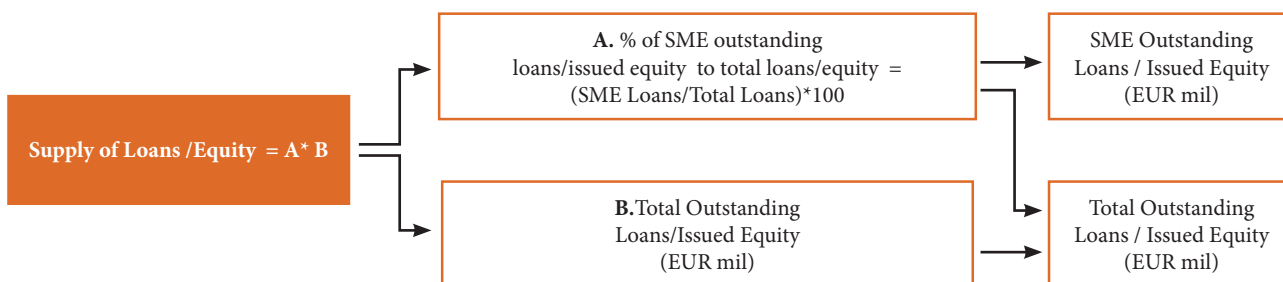 Supply of Loans /Equity = A* B
A. % of SME outstanding
loans/issued equity to total loans/equity =
(SME Loans/Total Loans)*100
B.Total Outstanding
Loans/Issued Equity
(EUR mil)
SME Outstanding
Loans / Issued Equity
(EUR mil)
Total Outstanding
Loans / Issued Equity
(EUR mil)